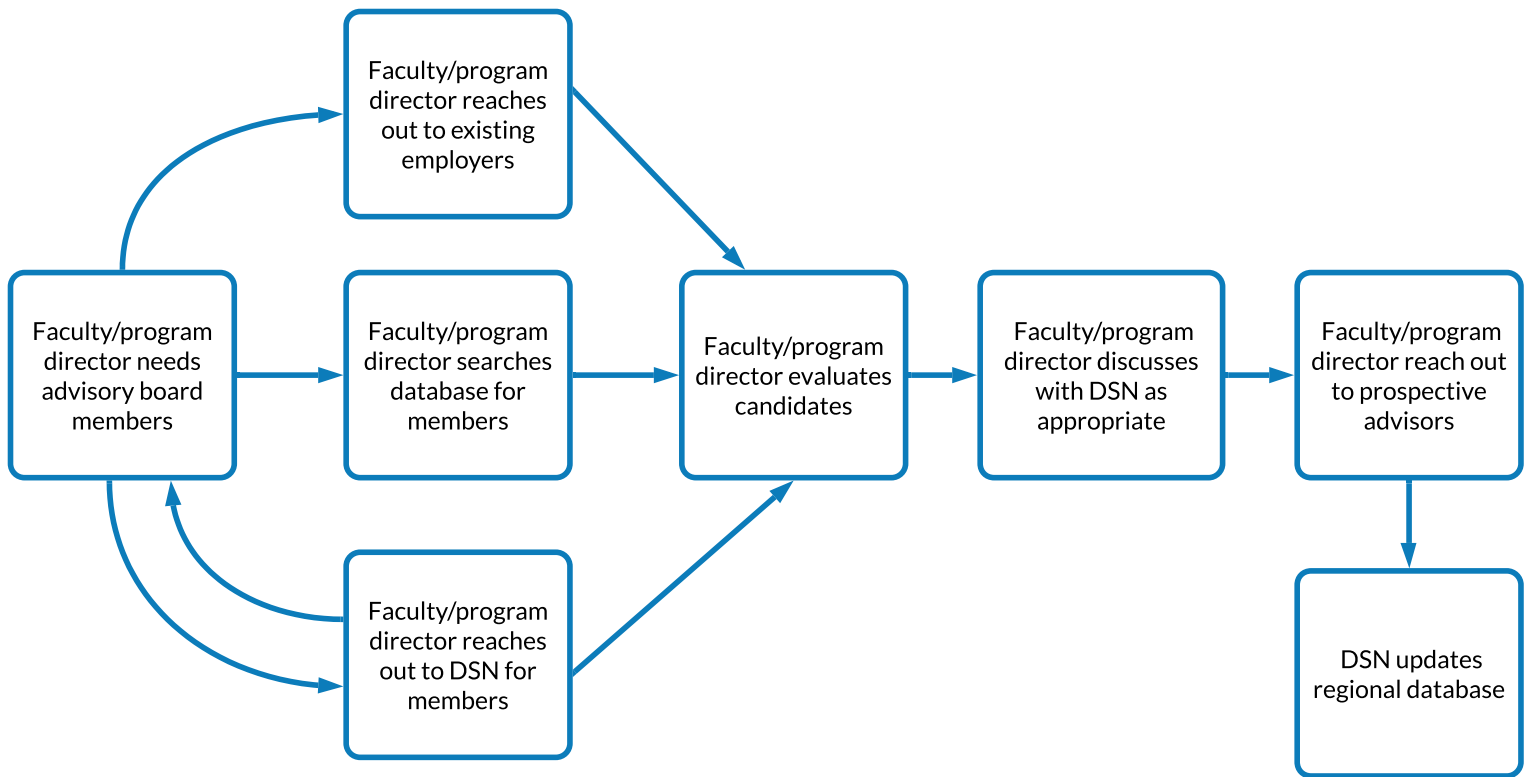 Faculty/program
director reaches
out to existing
employers
Faculty/program
director needs
advisory board
members
Faculty/program
director searches
database for
members
Faculty/program
director evaluates
candidates
Faculty/program
director discusses
with DSN as
appropriate
Faculty/program
director reach out
to prospective
advisors
Faculty/program
director reaches
out to DSN for
members
DSN updates
regional database